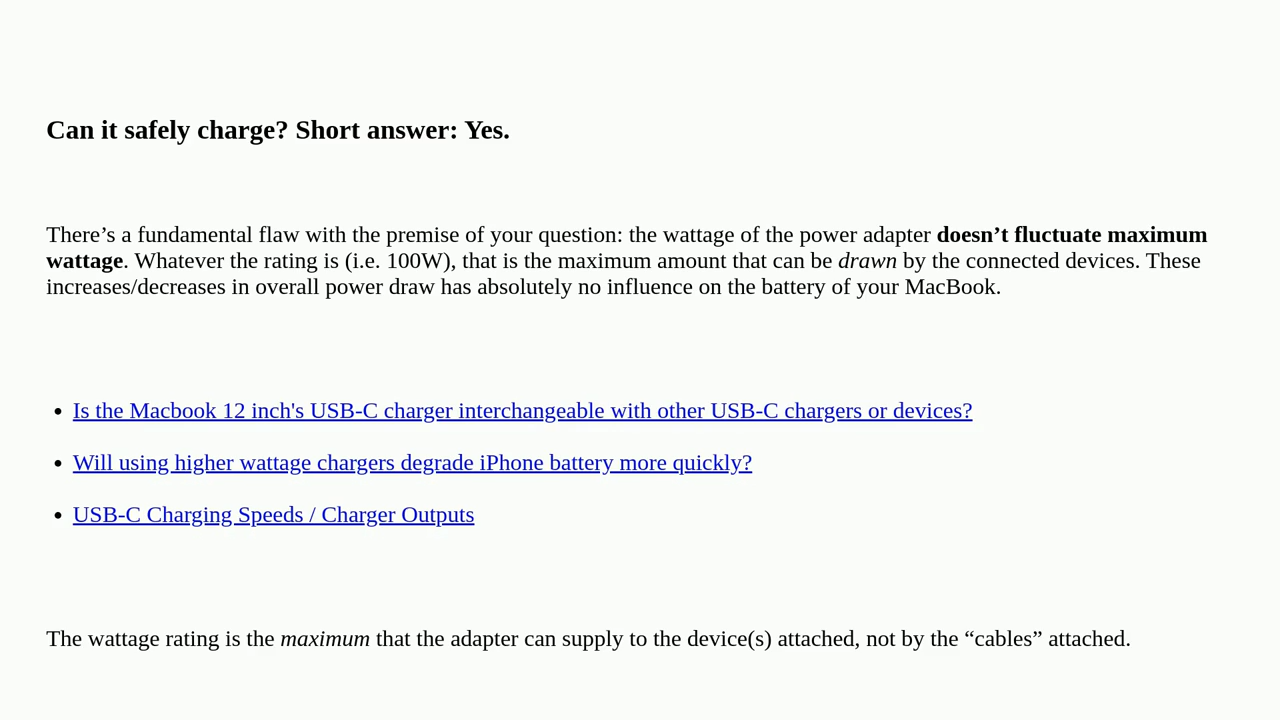 Can it safely charge? Short answer: Yes.
There’s a fundamental flaw with the premise of your question: the wattage of the power adapter doesn’t fluctuate maximum
wattage. Whatever the rating is (i.e. 100W), that is the maximum amount that can be drawn by the connected devices. These
increases/decreases in overall power draw has absolutely no influence on the battery of your MacBook.
• Is the Macbook 12 inch's USB-C charger interchangeable with other USB-C chargers or devices?
• Will using higher wattage chargers degrade iPhone battery more quickly?
• USB-C Charging Speeds / Charger Outputs
The wattage rating is the maximum that the adapter can supply to the device(s) attached, not by the “cables” attached.